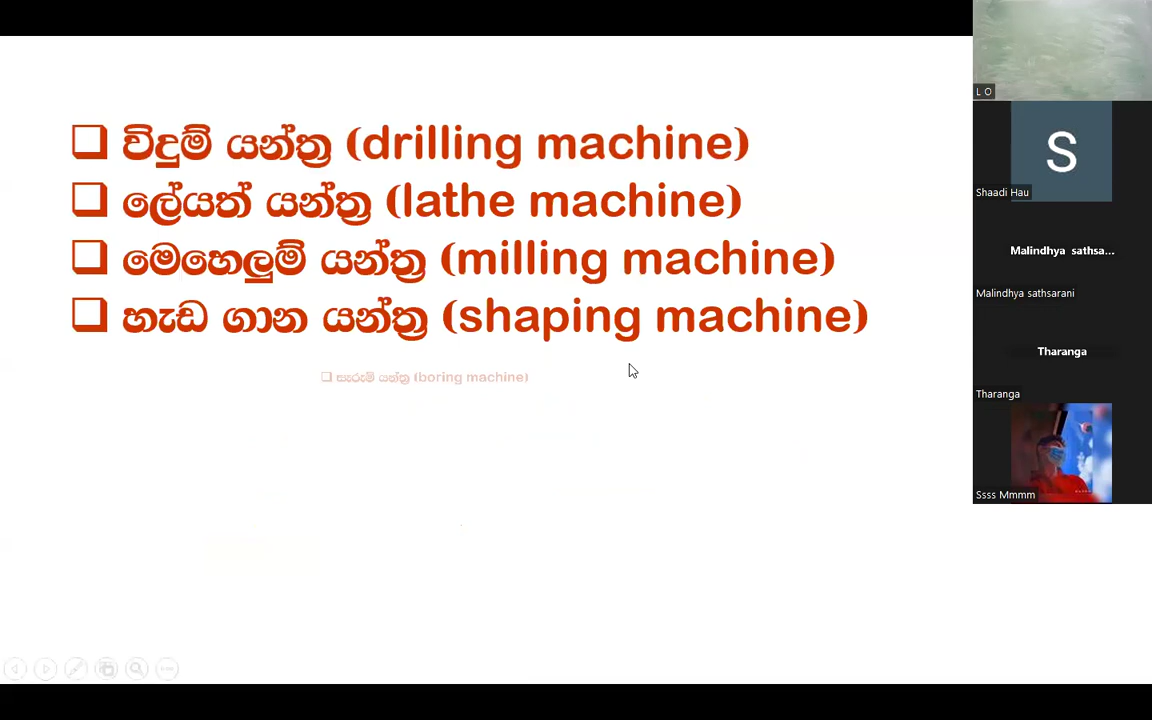 ❑ විදුම් යන්ත්‍ර (drilling machine)
❑ ලේයත් යන්ත්‍ර (lathe machine)
❑ මෙහෙලුම් යන්ත්‍ර (milling machine)
❑ හැඩ ගාන යන්ත්‍ර (shaping machine)
❑ සෑරුම් යන්ත්‍ර (boring machine)
L O
S
Shaadi Hau
Malindhya sathsa...
Malindhya sathsarani
Tharanga
Tharanga
Ssss Mmmm